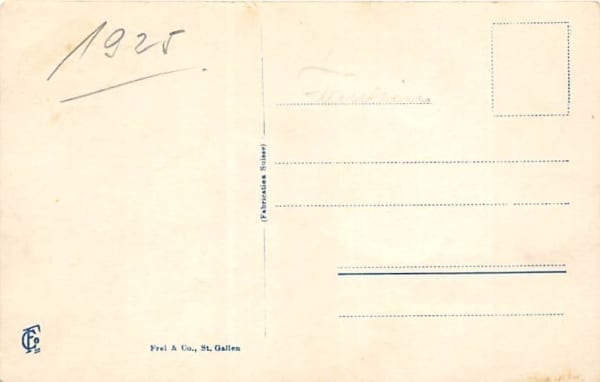 1925
(Fabrication Suisse)
Frei & Co., St. Gallen